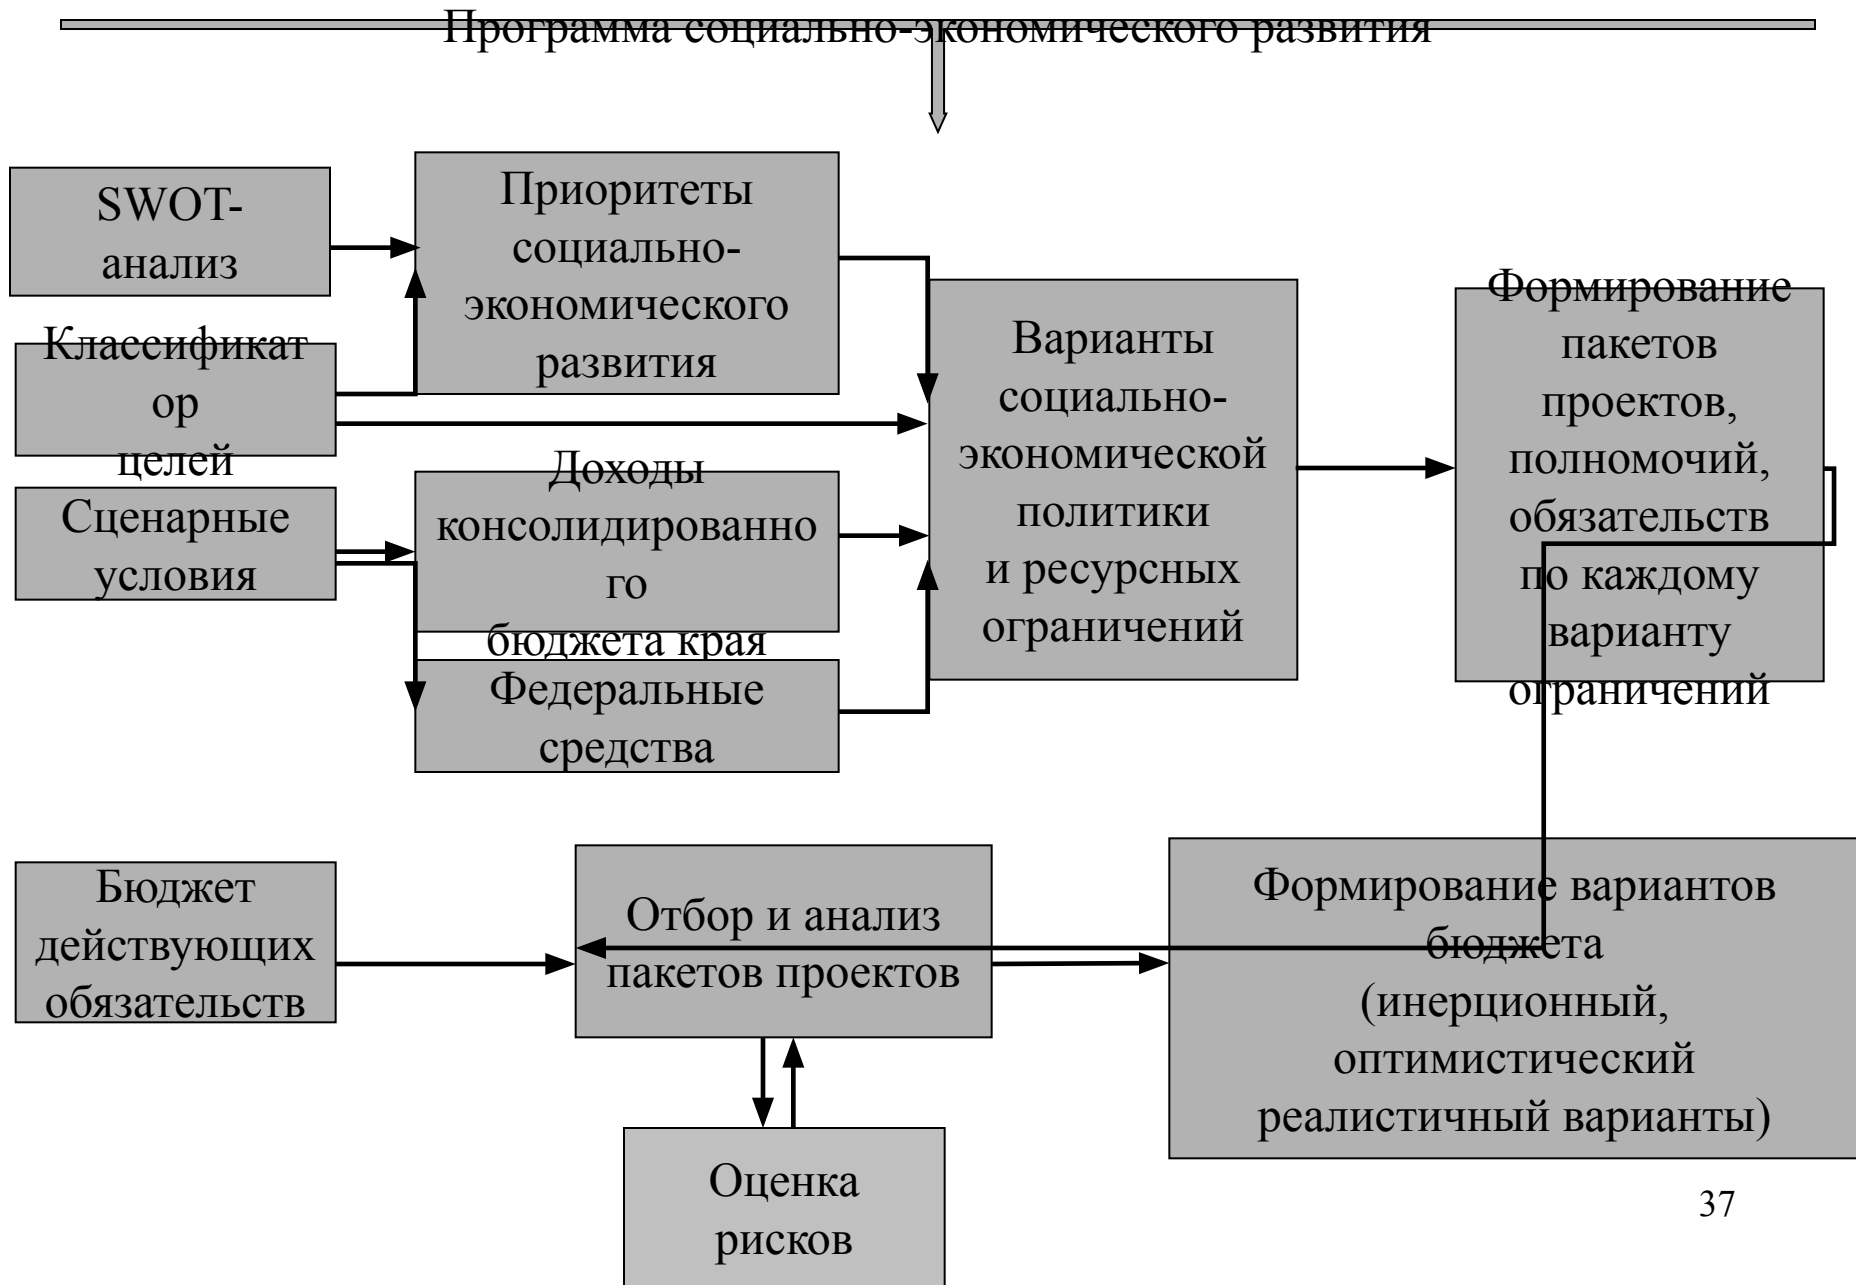 Программа социально-экономического развития
SWOT-
анализ
Приоритеты
социально-
экономического
развития
Классификат
ор
целей
Сценарные
условия
Доходы
консолидированно
го
бюджета края
Федеральные
средства
Варианты
социально-
экономической
политики
и ресурсных
ограничений
Формирование
пакетов
проектов,
полномочий,
обязательств
по каждому
варианту
ограничений
Бюджет
действующих
обязательств
Отбор и анализ
пакетов проектов
Формирование вариантов
бюджета
(инерционный,
оптимистический
реалистичный варианты)
Оценка
рисков
37